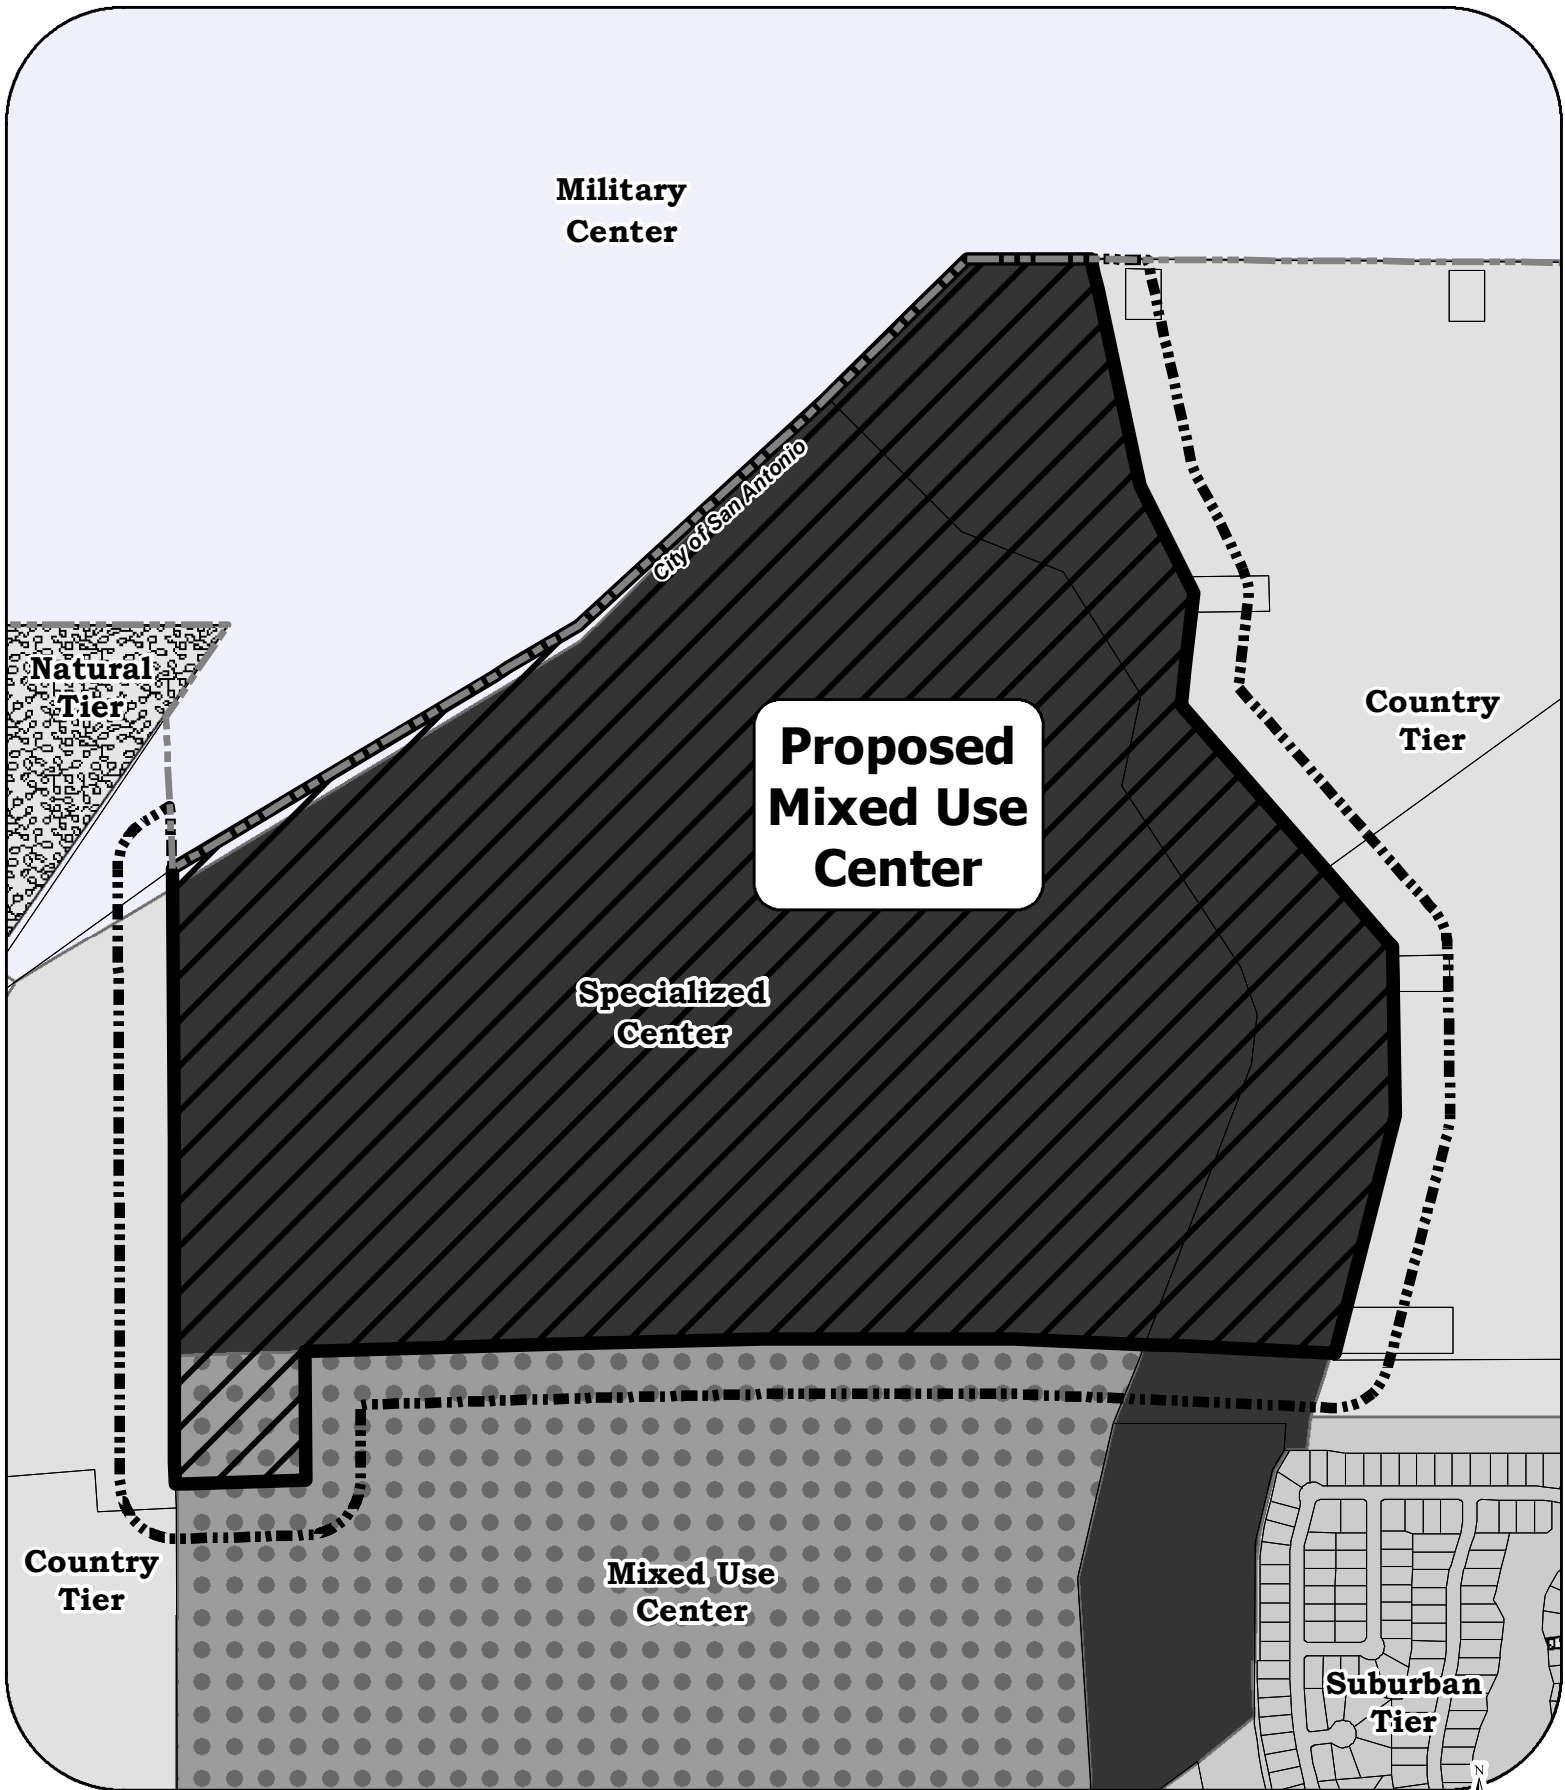 Military
Center
City of San Antonio
Natural
Tier
Country
Tier
Proposed
Mixed Use
Center
Specialized
Center
Country
Tier
Mixed Use
Center
Suburban
Tier
N